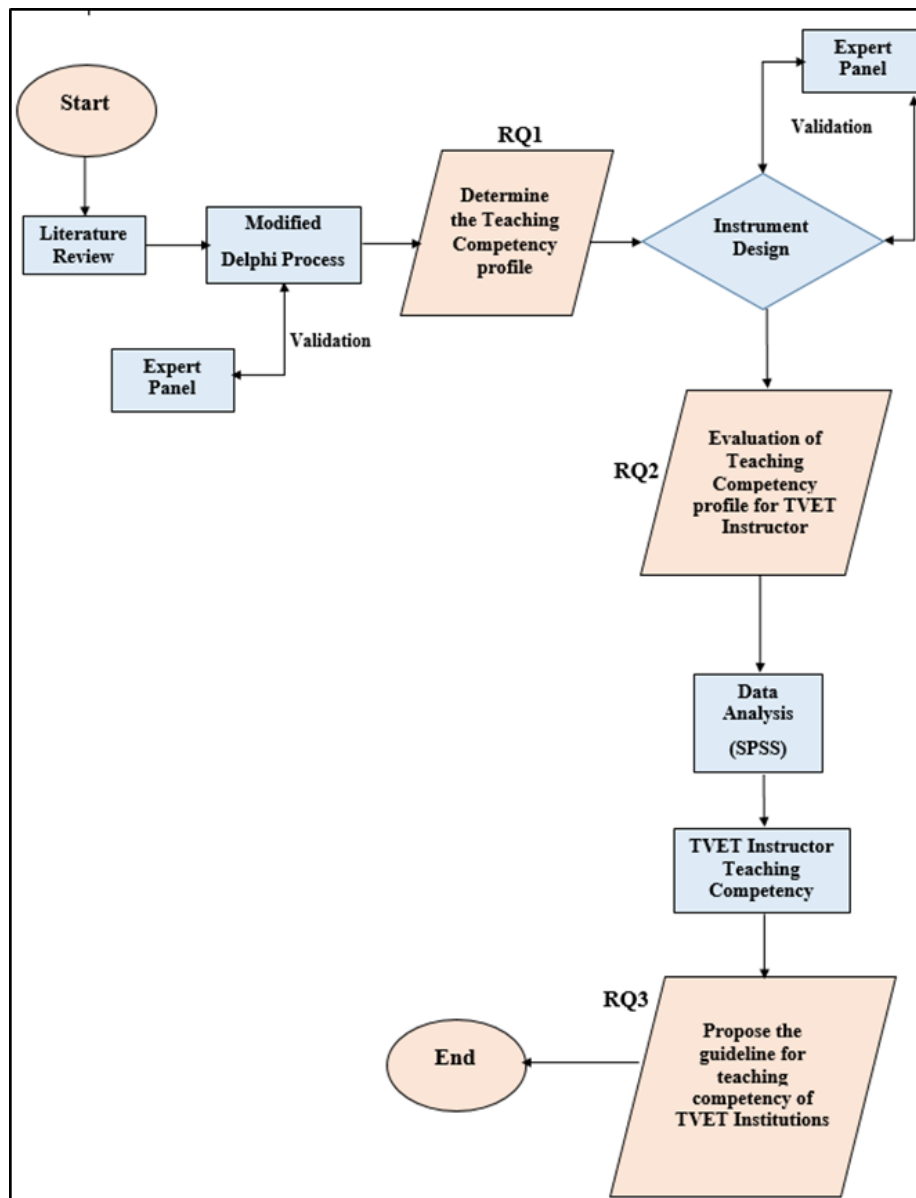 Start
Literature
Review
Modified
Delphi Process
Validation
Expert
Panel
RQ1
Determine
the Teaching
Competency
profile
Expert
Panel
Validation
Instrument
Design
RQ2
Evaluation of
Teaching
Competency
profile for TVET
Instructor
Data
Analysis
(SPSS)
TVET Instructor
Teaching
Competency
RQ3
Propose the
guideline for
teaching
competency of
TVET Institutions
End